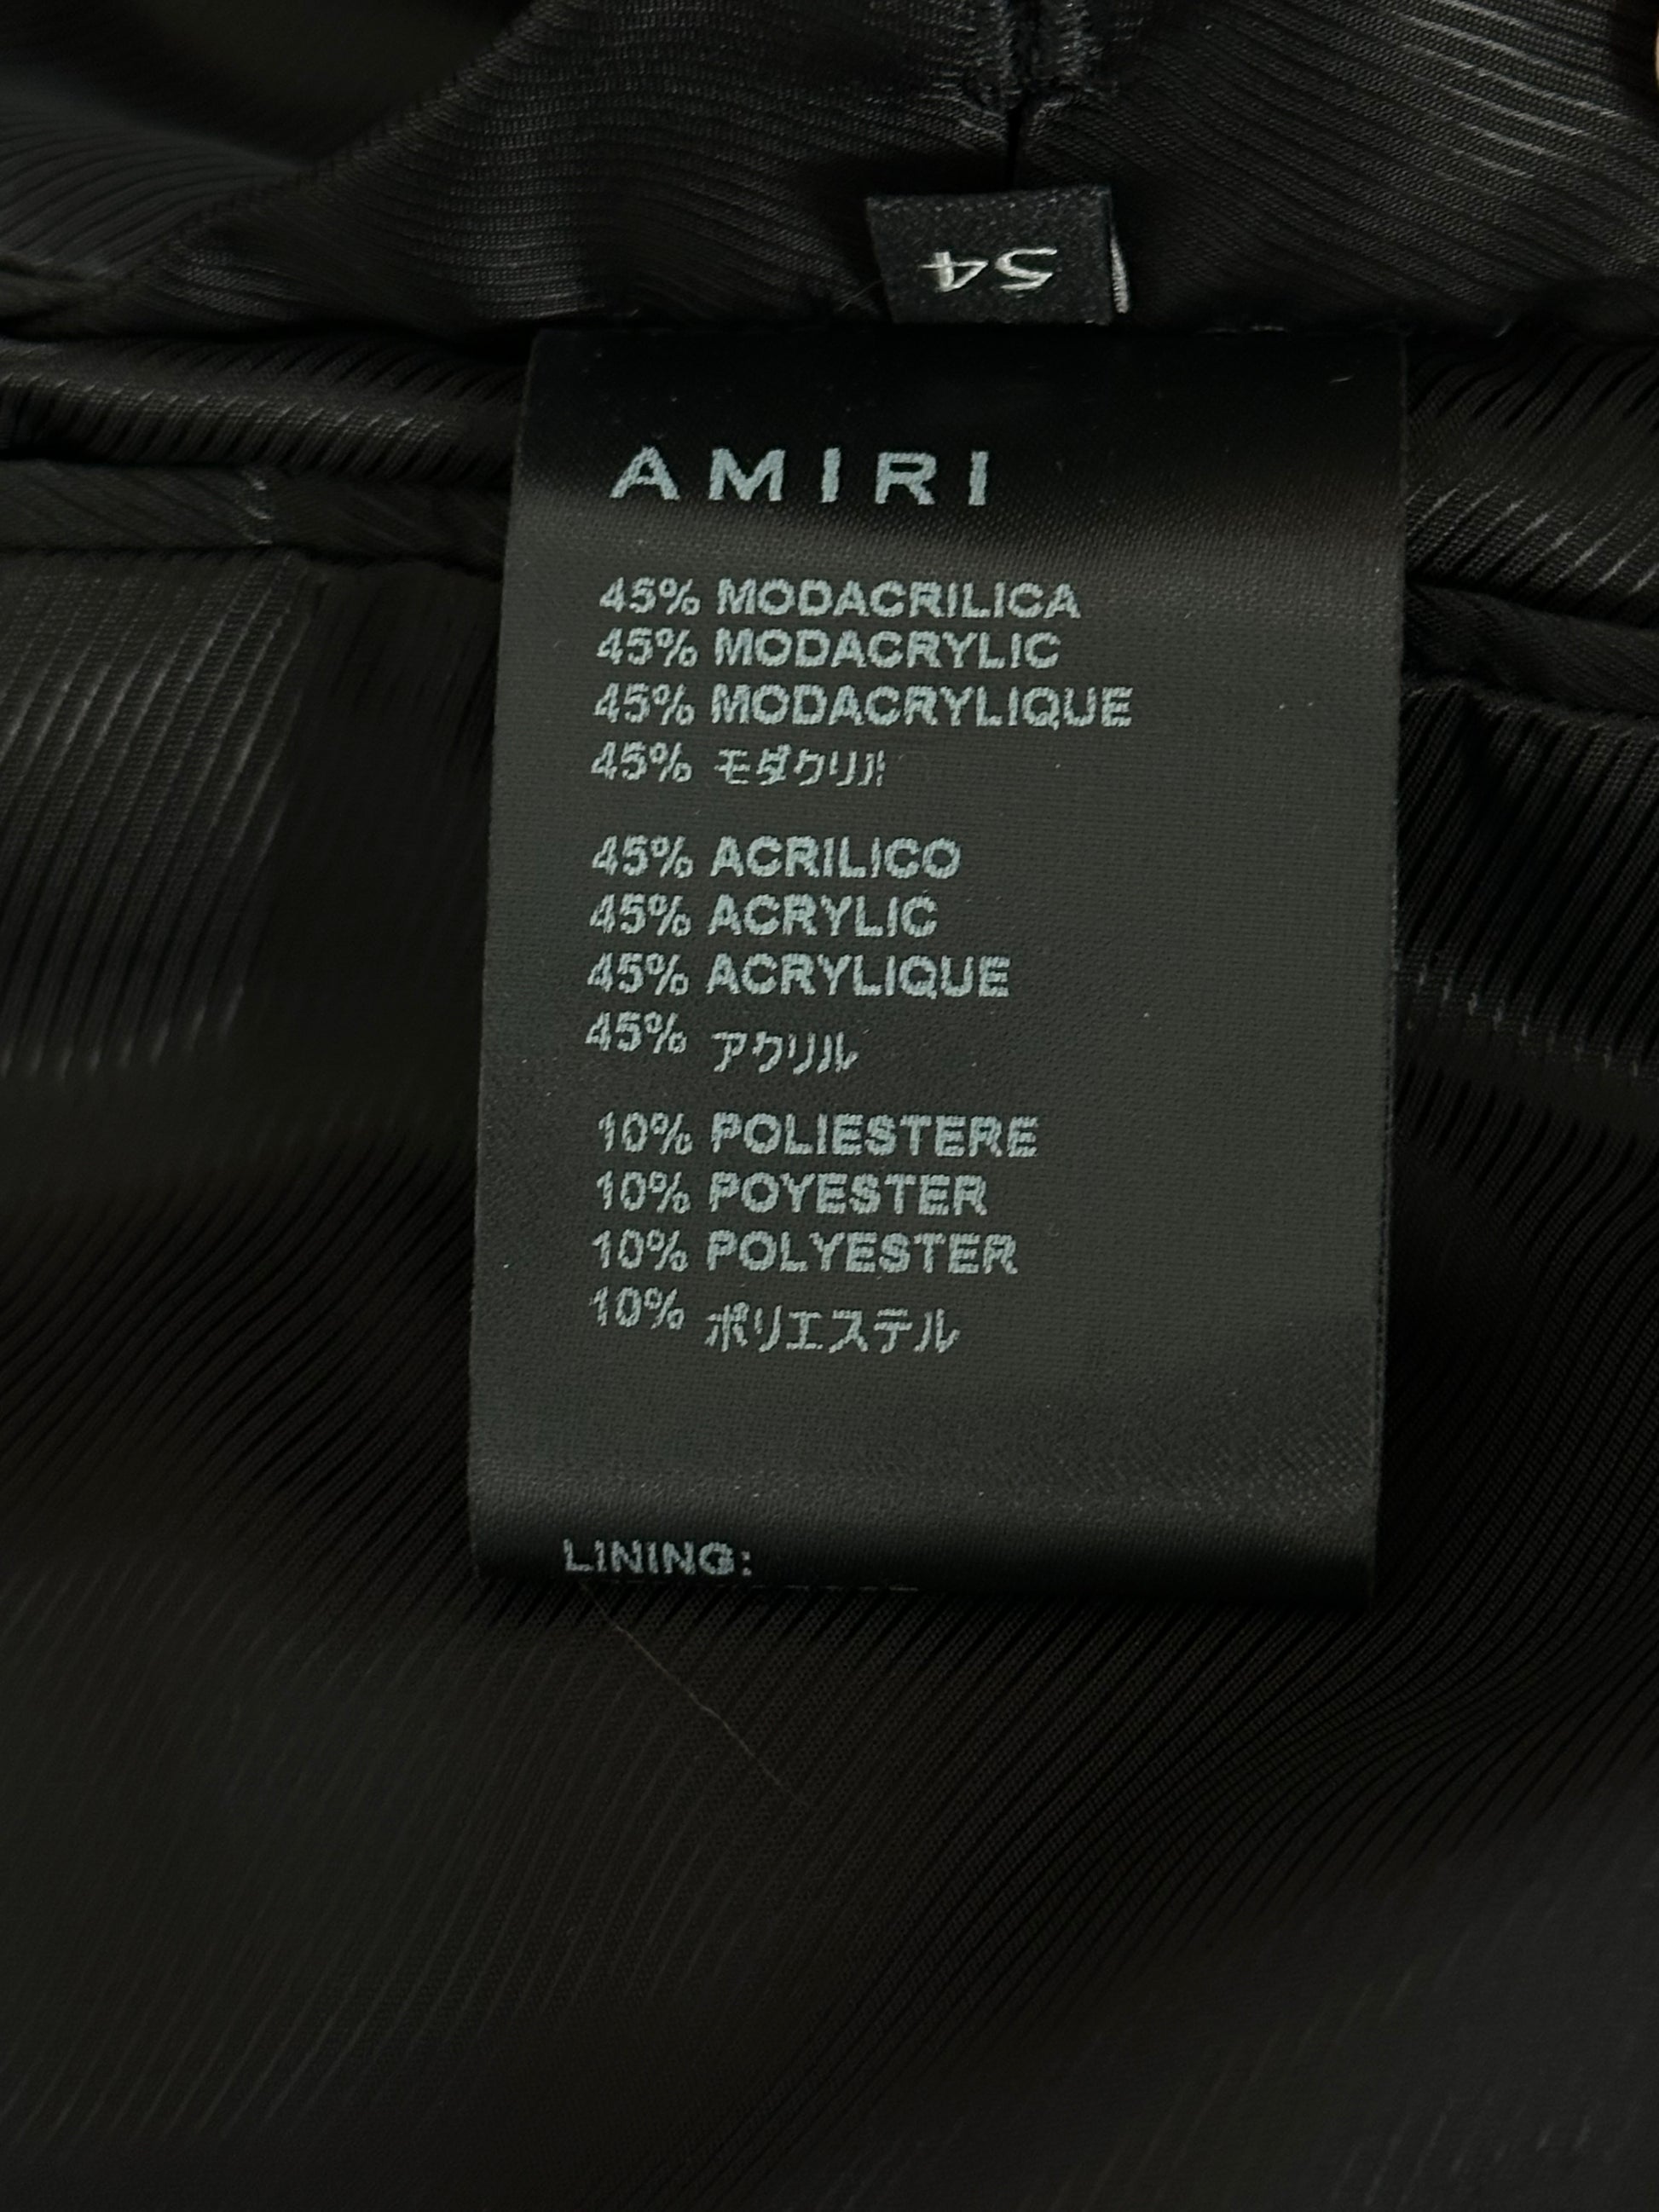 54
AMIRI
45% MODACRILICA
45% MODACRYLIC
45% MODACRYLIQUE
45% モダクリル
45% ACRILICO
45% ACRYLIC
45% ACRYLIQUE
45% アクリル
10% POLIESTERE
10% POYESTER
10% POLYESTER
10% ポリエステル
LINING: